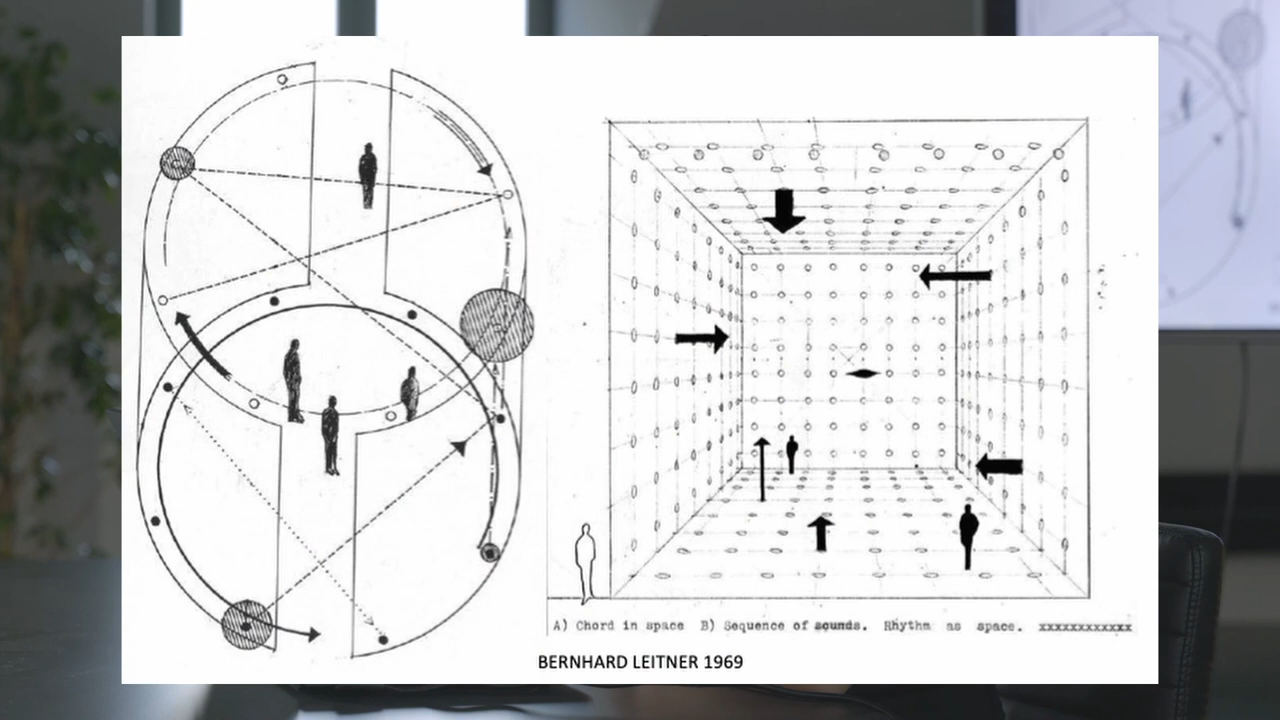 A) Chord in space B) Sequence of sounds. Rhythm as space. xxxxxxxxxxxx
BERNHARD LEITNER 1969